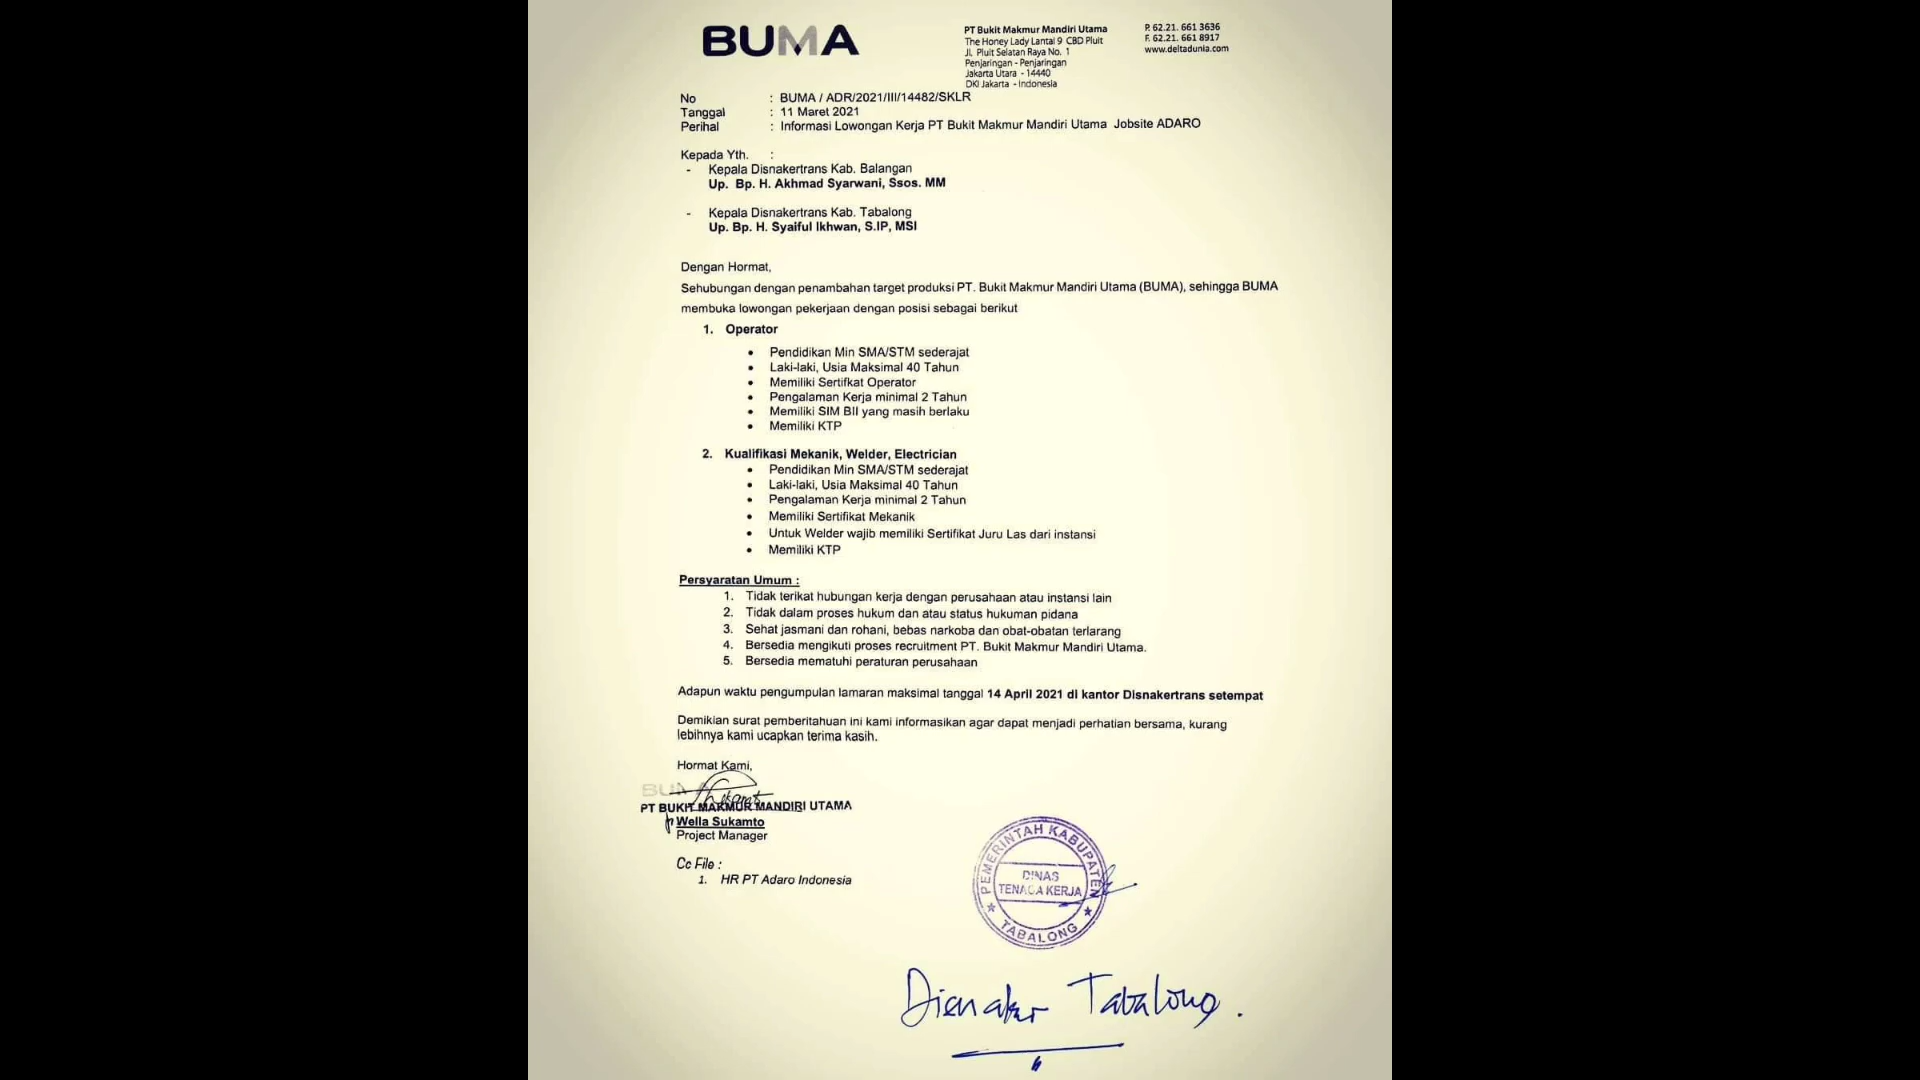 BUMA
PT Bukit Makmur Mandiri Utama
The Honey Lady Lantai 9 CBD Pluit
Jl. Pluit Selatan Raya No. 1
Penjaringan - Penjaringan
Jakarta Utara - 14440
DKI Jakarta - Indonesia
P. 62.21. 661 3636
F. 62.21. 661 8917
www.deltadunia.com
No : BUMA / ADR/2021/III/14482/SKLR
Tanggal : 11 Maret 2021
Perihal : Informasi Lowongan Kerja PT Bukit Makmur Mandiri Utama Jobsite ADARO
Kepada Yth. :
- Kepala Disnakertrans Kab. Balangan
Up. Bp. H. Akhmad Syarwani, Ssos. MM
- Kepala Disnakertrans Kab. Tabalong
Up. Bp. H. Syaiful Ikhwan, S.IP, MSI
Dengan Hormat,
Sehubungan dengan penambahan target produksi PT. Bukit Makmur Mandiri Utama (BUMA), sehingga BUMA
membuka lowongan pekerjaan dengan posisi sebagai berikut
1. Operator
• Pendidikan Min SMA/STM sederajat
• Laki-laki, Usia Maksimal 40 Tahun
• Memiliki Sertifkat Operator
• Pengalaman Kerja minimal 2 Tahun
• Memiliki SIM BII yang masih berlaku
• Memiliki KTP
2. Kualifikasi Mekanik, Welder, Electrician
• Pendidikan Min SMA/STM sederajat
• Laki-laki, Usia Maksimal 40 Tahun
• Pengalaman Kerja minimal 2 Tahun
• Memiliki Sertifikat Mekanik
• Untuk Welder wajib memiliki Sertifikat Juru Las dari instansi
• Memiliki KTP
Persyaratan Umum :
1. Tidak terikat hubungan kerja dengan perusahaan atau instansi lain
2. Tidak dalam proses hukum dan atau status hukuman pidana
3. Sehat jasmani dan rohani, bebas narkoba dan obat-obatan terlarang
4. Bersedia mengikuti proses recruitment PT. Bukit Makmur Mandiri Utama.
5. Bersedia mematuhi peraturan perusahaan
Adapun waktu pengumpulan lamaran maksimal tanggal 14 April 2021 di kantor Disnakertrans setempat
Demikian surat pemberitahuan ini kami informasikan agar dapat menjadi perhatian bersama, kurang
lebihnya kami ucapkan terima kasih.
Hormat Kami,
BUMA
PT BUKIT MAKMUR MANDIRI UTAMA
Wella Sukamto
Project Manager
Cc File :
1. HR PT Adaro Indonesia
PEMERINTAH KABUPATEN
DINAS
TENAGA KERJA
TABALONG
Disnaker Tabalong.